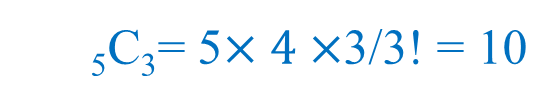 ₅C₃= 5× 4 ×3/3! = 10